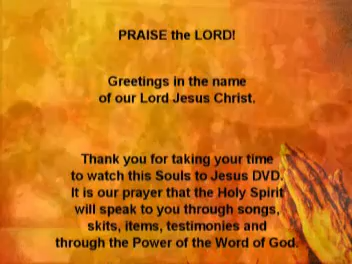 PRAISE the LORD!
Greetings in the name
of our Lord Jesus Christ.
Thank you for taking your time
to watch this Souls to Jesus DVD.
It is our prayer that the Holy Spirit
will speak to you through songs,
skits, items, testimonies and
through the Power of the Word of God.